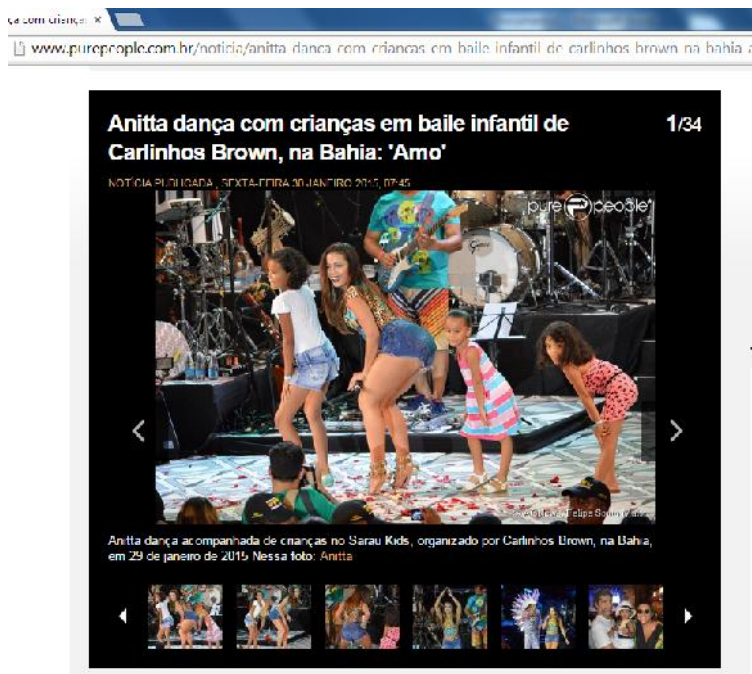 www.purepeople.com.br/noticia/anitta-danca-com-criancas-em-baile-infantil-de-carlinhos-brown-na-bahia
Anitta dança com crianças em baile infantil de
Carlinhos Brown, na Bahia: 'Amo'
1/34
NOTÍCIA PUBLICADA, SEXTA-FEIRA 30 JANEIRO 2015, 07:45
pure people
Anitta dança acompanhada de crianças no Sarau Kids, organizado por Carlinhos Brown, na Bahia,
em 29 de janeiro de 2015 Nessa foto: Anitta